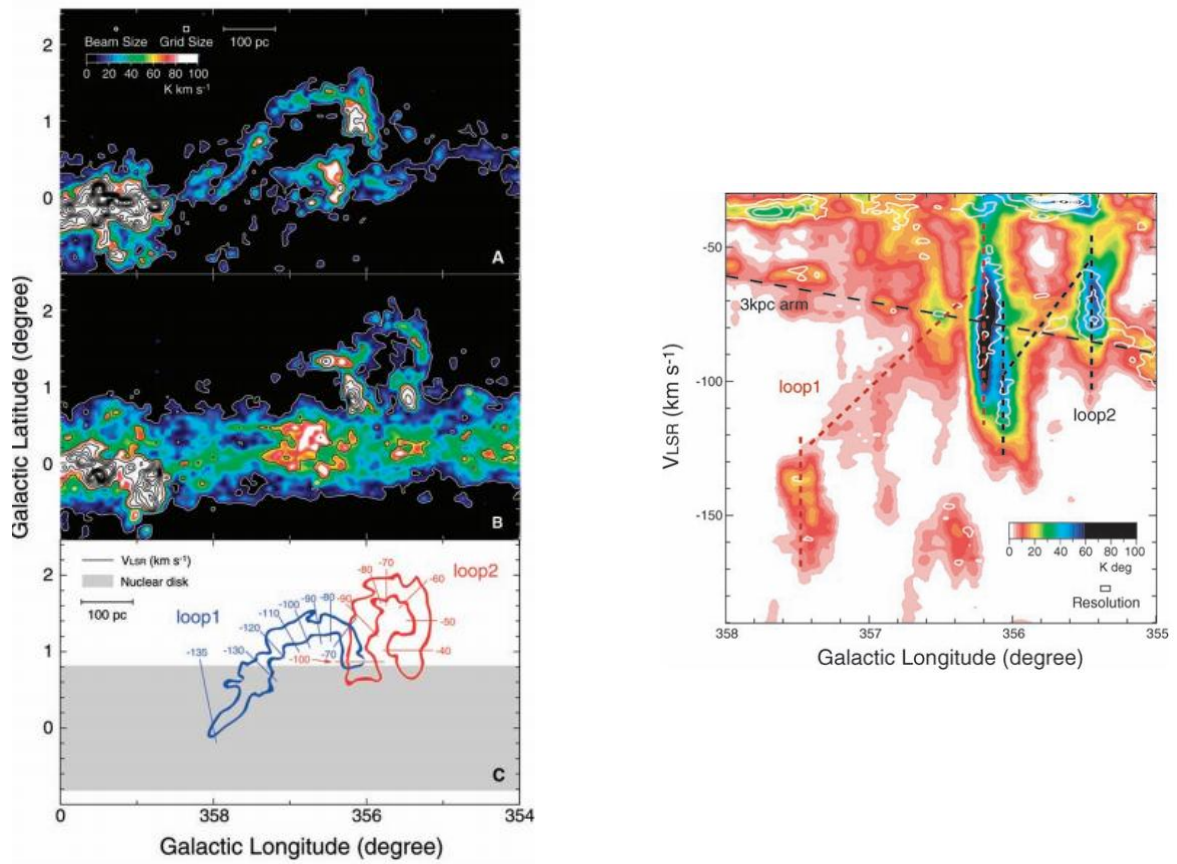 Beam Size Grid Size 100 pc
0 20 40 60 80 100
K km s⁻¹
2
1
0
A
2
1
0
B
Galactic Latitude (degree)
VLSR (km s⁻¹)
Nuclear disk
100 pc
loop1
loop2
-135
-130
-120
-110
-100
-90
-80
-70
-100
-90
-80
-70
-60
-50
-40
2
1
0
C
0 358 356 354
Galactic Longitude (degree)
-50
-100
-150
VLSR (km s⁻¹)
3kpc arm
loop1
loop2
0 20 40 60 80 100
K deg
Resolution
358 357 356 355
Galactic Longitude (degree)